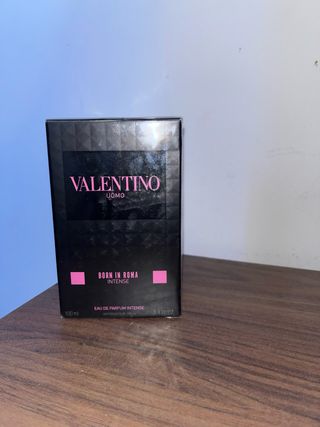 VALENTINO
UOMO
BORN IN ROMA
INTENSE
EAU DE PARFUM INTENSE
100 ml